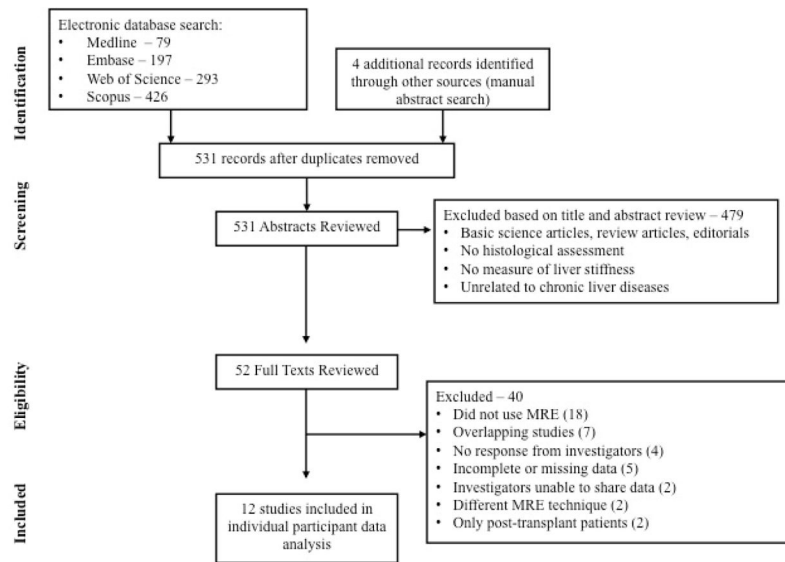 Electronic database search:
• Medline – 79
• Embase – 197
• Web of Science – 293
• Scopus – 426
4 additional records identified
through other sources (manual
abstract search)
Identification
531 records after duplicates removed
Screening
531 Abstracts Reviewed
Excluded based on title and abstract review – 479
• Basic science articles, review articles, editorials
• No histological assessment
• No measure of liver stiffness
• Unrelated to chronic liver diseases
Eligibility
52 Full Texts Reviewed
Excluded – 40
• Did not use MRE (18)
• Overlapping studies (7)
• No response from investigators (4)
• Incomplete or missing data (5)
• Investigators unable to share data (2)
• Different MRE technique (2)
• Only post-transplant patients (2)
Included
12 studies included in
individual participant data
analysis